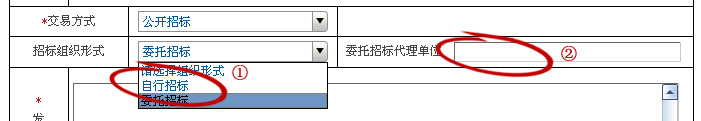 *交易方式 公开招标
招标组织形式 委托招标 委托招标代理单位 ②
请选择组织形式 ①
自行招标
委托招标
*
发